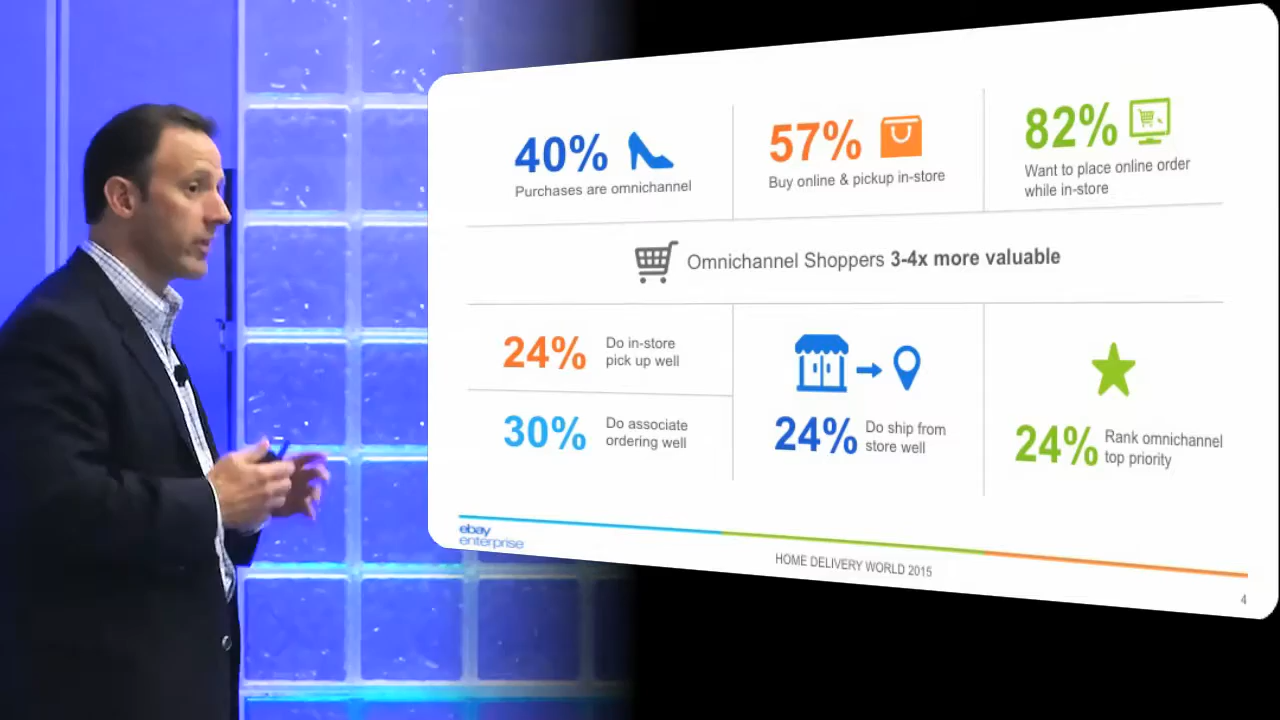 40%
Purchases are omnichannel
57%
Buy online & pickup in-store
82%
Want to place online order
while in-store
Omnichannel Shoppers 3-4x more valuable
24%
Do in-store
pick up well
30%
Do associate
ordering well
24%
Do ship from
store well
24%
Rank omnichannel
top priority
ebay
enterprise
HOME DELIVERY WORLD 2015
4